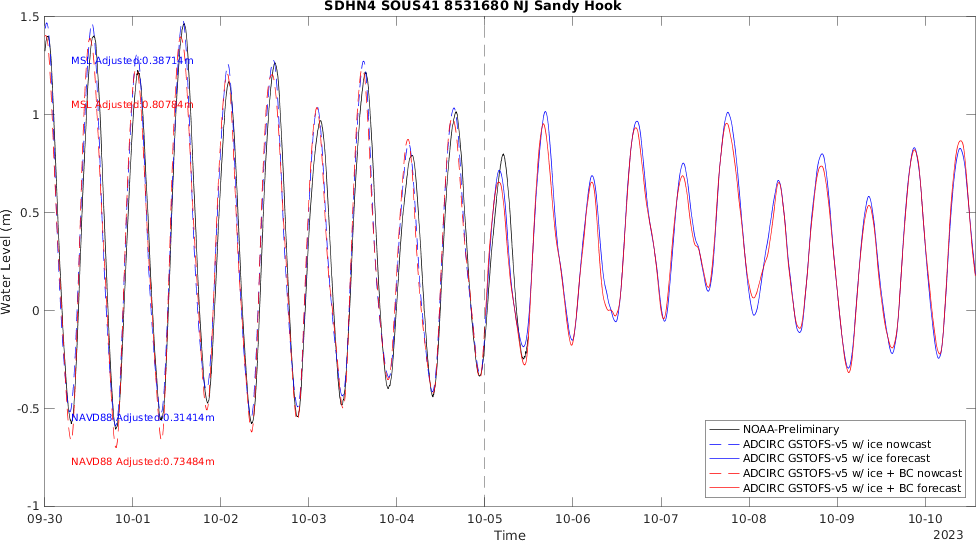 SDHN4 SOUS41 8531680 NJ Sandy Hook
1.5
MSL Adjusted:0.38714m
MSL Adjusted:0.80784m
1
0.5
Water Level (m)
0
-0.5
NAVD88 Adjusted:0.31414m
NAVD88 Adjusted:0.73484m
NOAA-Preliminary
ADCIRC GSTOFS-v5 w/ ice nowcast
ADCIRC GSTOFS-v5 w/ ice forecast
ADCIRC GSTOFS-v5 w/ ice + BC nowcast
ADCIRC GSTOFS-v5 w/ ice + BC forecast
-1
09-30 10-01 10-02 10-03 10-04 10-05 10-06 10-07 10-08 10-09 10-10
Time
2023